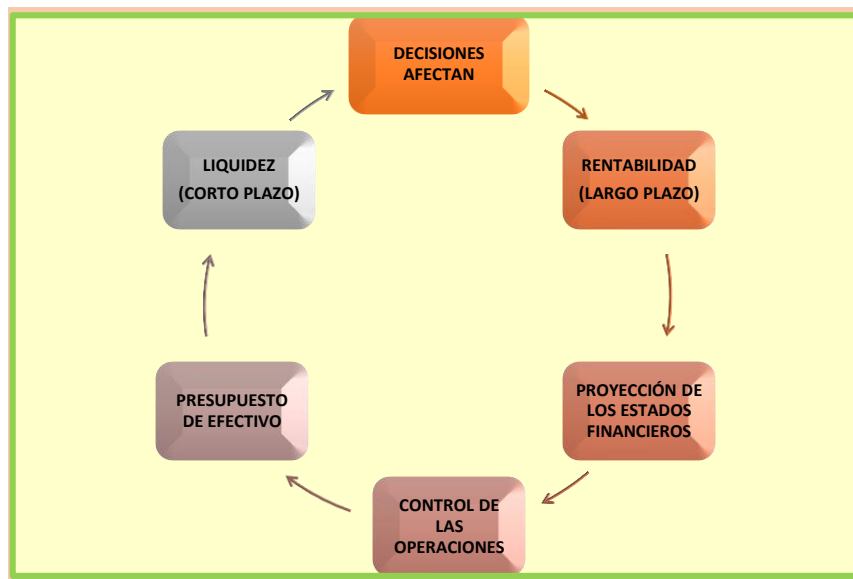 DECISIONES
AFECTAN
RENTABILIDAD
(LARGO PLAZO)
PROYECCIÓN DE
LOS ESTADOS
FINANCIEROS
CONTROL DE
LAS
OPERACIONES
PRESUPUESTO
DE EFECTIVO
LIQUIDEZ
(CORTO PLAZO)